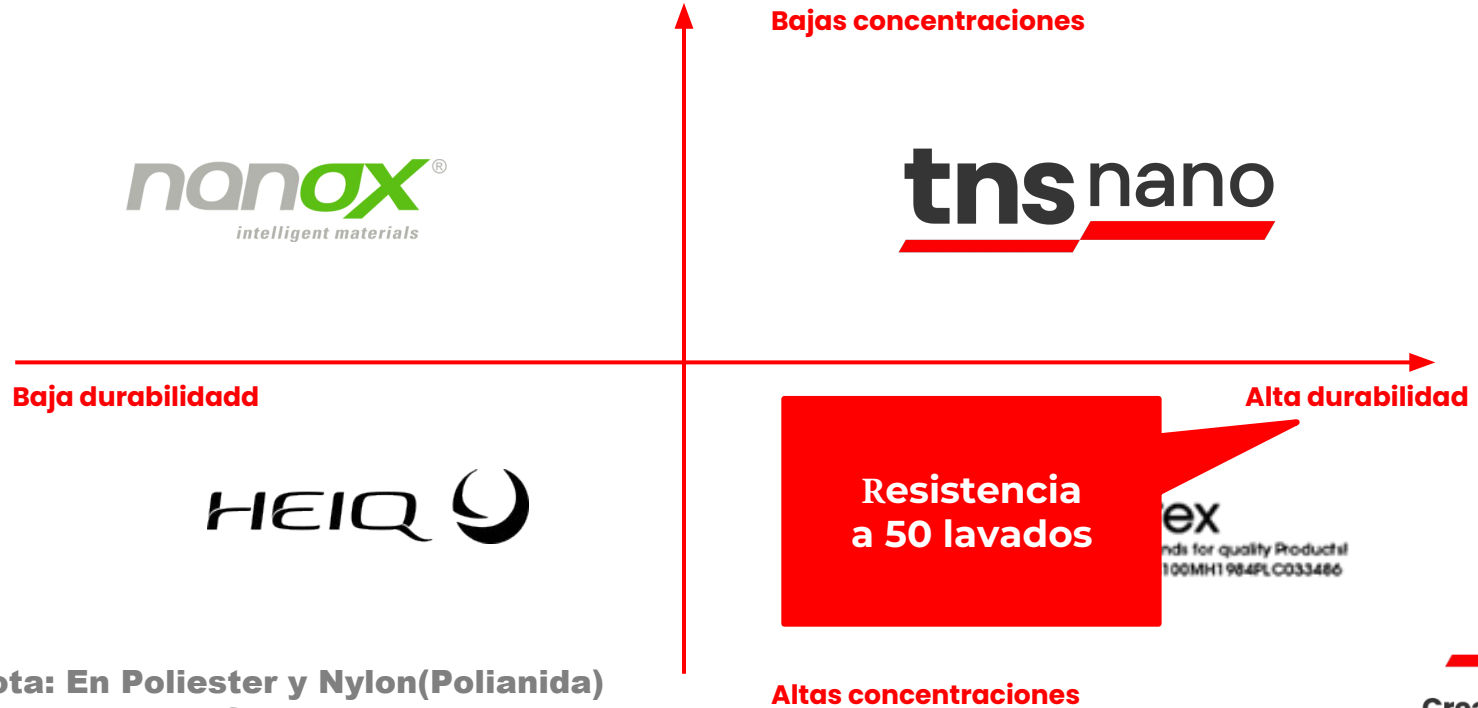 Bajas concentraciones
nanox®
intelligent materials
tns nano
Baja durabilidadd
Alta durabilidad
HEIQ
Resistencia
a 50 lavados
ex
nds for quality Products!
100MH1984PLC033486
ota: En Poliester y Nylon(Polianida)
Altas concentraciones